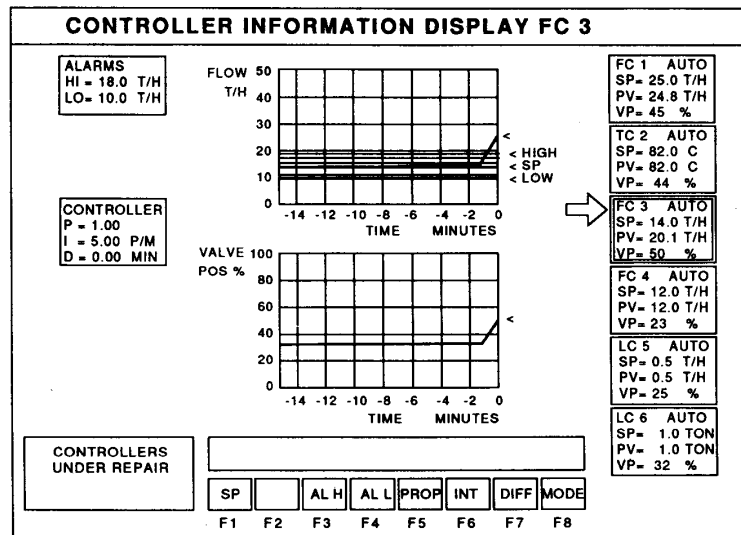 CONTROLLER INFORMATION DISPLAY FC 3
ALARMS
HI = 18.0 T/H
LO= 10.0 T/H
CONTROLLER
P = 1.00
I = 5.00 P/M
D = 0.00 MIN
FLOW
T/H
50
40
30
20
10
0
< 
< HIGH
< SP
< LOW
-14 -12 -10 -8 -6 -4 -2 0
TIME MINUTES
VALVE
POS %
100
80
60
40
20
0
<
-14 -12 -10 -8 -6 -4 -2 0
TIME MINUTES
FC 1 AUTO
SP= 25.0 T/H
PV= 24.8 T/H
VP= 45 %
TC 2 AUTO
SP= 82.0 C
PV= 82.0 C
VP= 44 %
FC 3 AUTO
SP= 14.0 T/H
PV= 20.1 T/H
VP= 50 %
FC 4 AUTO
SP= 12.0 T/H
PV= 12.0 T/H
VP= 23 %
LC 5 AUTO
SP= 0.5 T/H
PV= 0.5 T/H
VP= 25 %
LC 6 AUTO
SP= 1.0 TON
PV= 1.0 TON
VP= 32 %
CONTROLLERS
UNDER REPAIR
SP AL H AL L PROP INT DIFF MODE
F1 F2 F3 F4 F5 F6 F7 F8